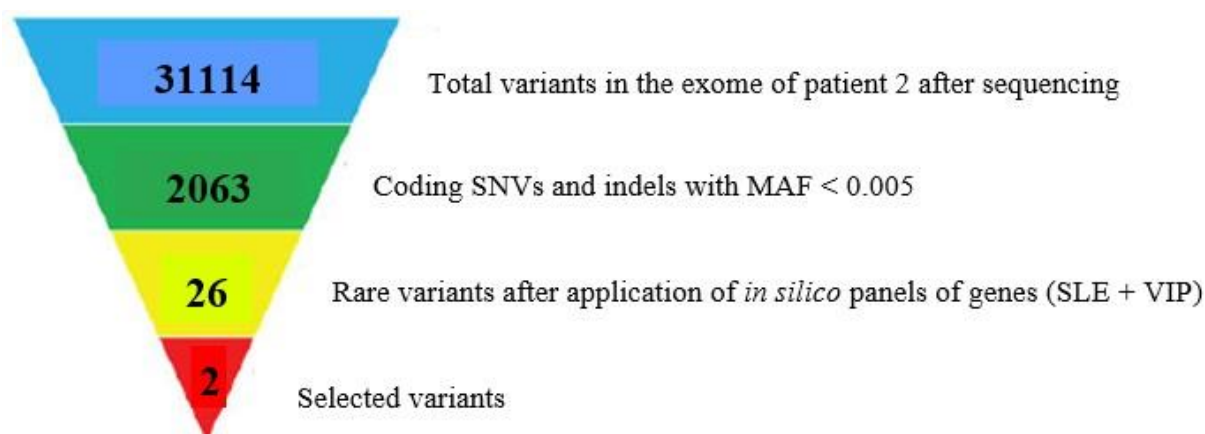 31114 Total variants in the exome of patient 2 after sequencing
2063 Coding SNVs and indels with MAF < 0.005
26 Rare variants after application of in silico panels of genes (SLE + VIP)
2 Selected variants